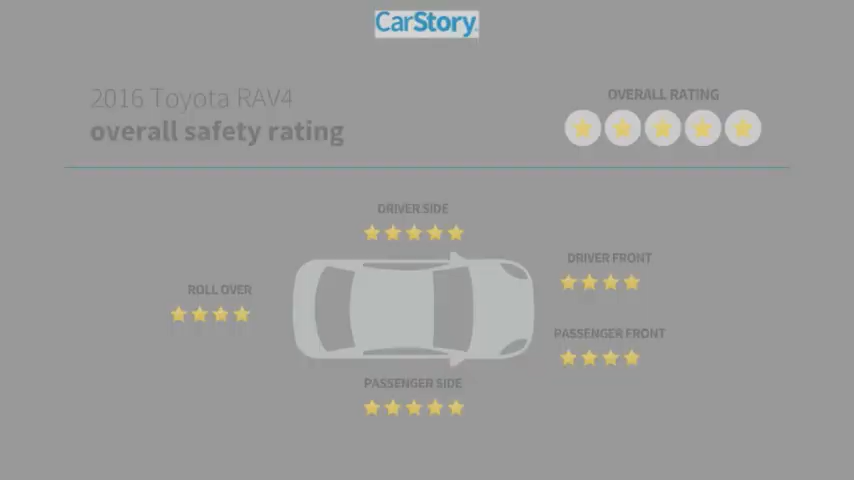 CarStory
2016 Toyota RAV4
overall safety rating
OVERALL RATING
DRIVER SIDE
DRIVER FRONT
ROLL OVER
PASSENGER FRONT
PASSENGER SIDE